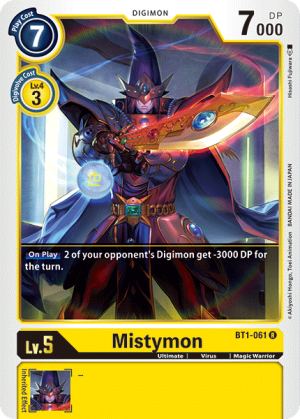 DIGIMON
Play Cost
7
7000
DP
Digivolve Cost
Lv.4
3
Hisashi Fujiwara
On Play 2 of your opponent's Digimon get -3000 DP for
the turn.
©Akiyoshi Hongo, Toei Animation BANDAI MADE IN JAPAN
BT1-061 R
Lv.5
Mistymon
Ultimate | Virus | Magic Warrior
Inherited Effect
-